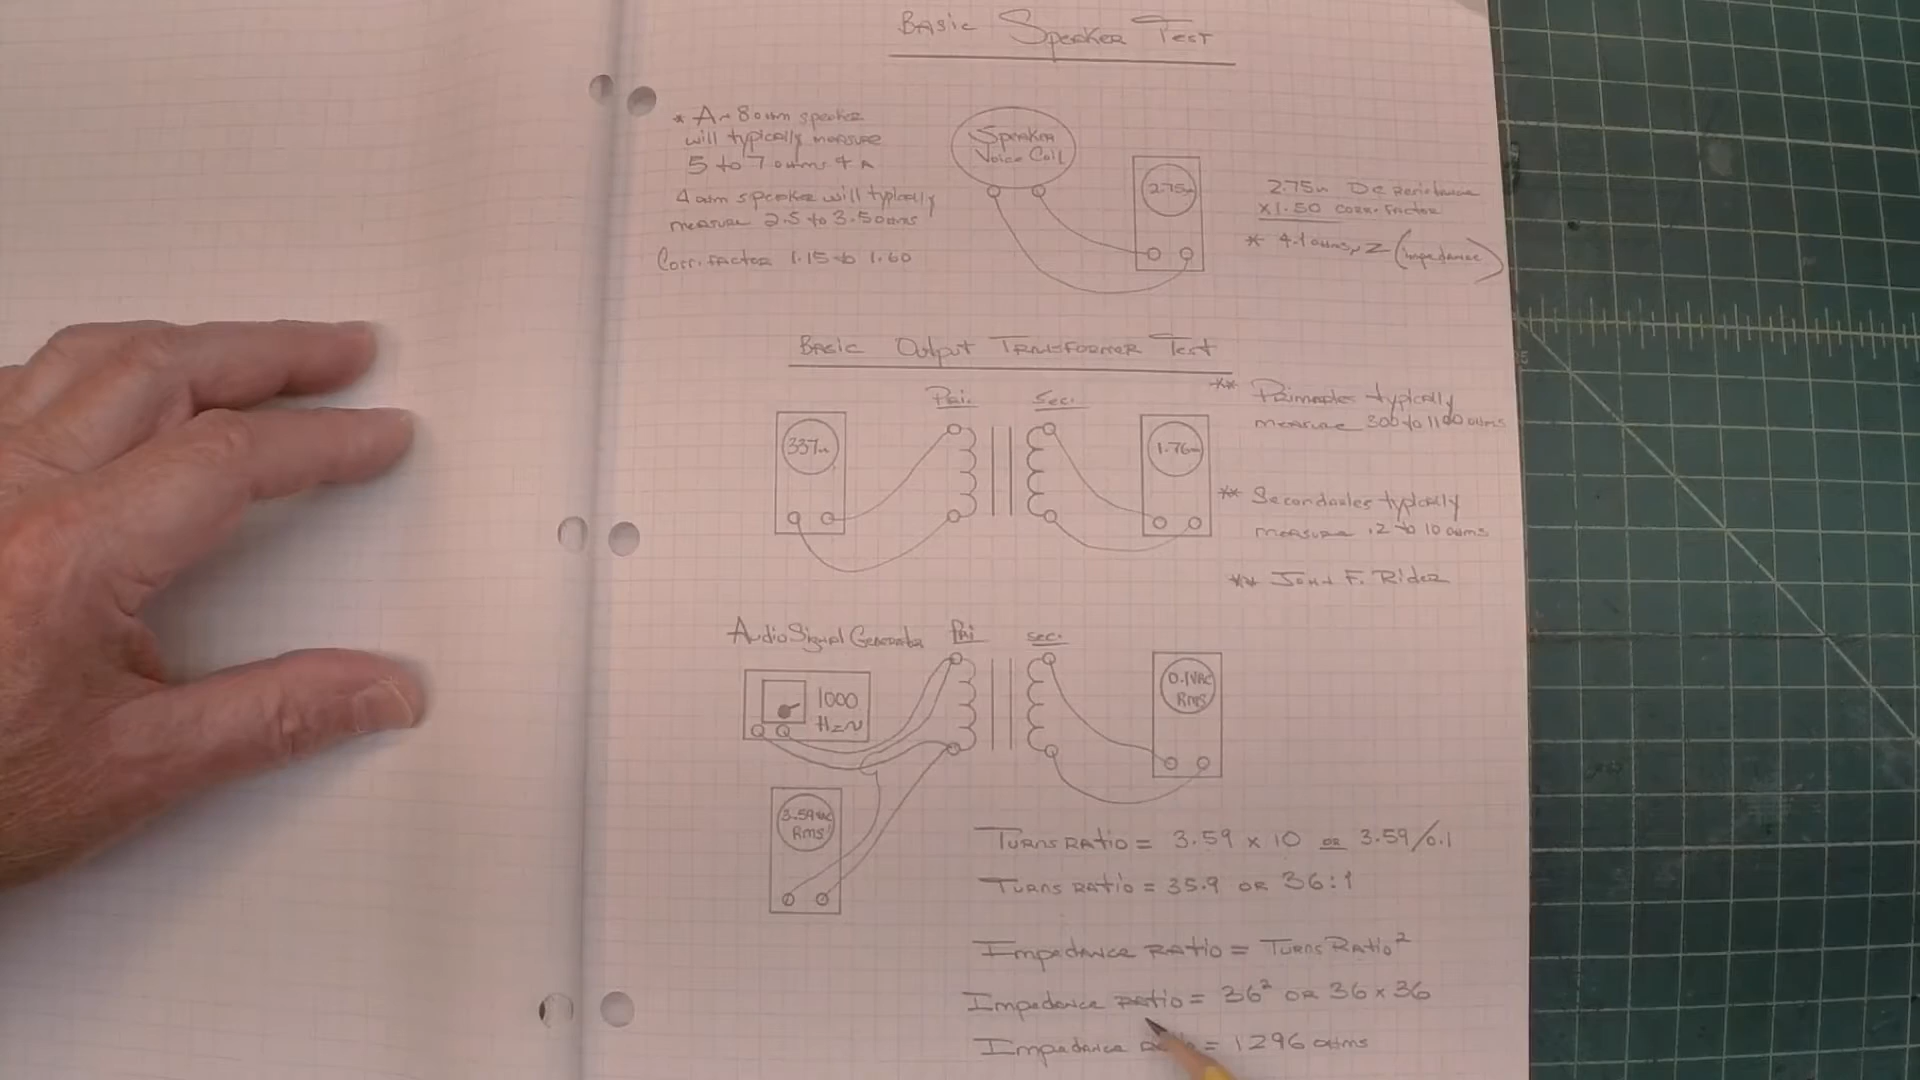 Basic Speaker Test
* An 8 ohm speaker
will typically measure
5 to 7 ohms & A
4 ohm speaker will typically
measure 2.5 to 3.5 ohms
Corr. factor 1.15 to 1.60
Speaker
Voice Coil
2.75Ω
2.75Ω DC Resistance
x1.50 corr. factor
* 4.1 ohms, Z (impedance)
Basic Output Transformer Test
Pri. Sec.
337Ω
1.76Ω
** Primaries typically
measure 300 to 1100 ohms
** Secondaries typically
measure .2 to 10 ohms
** John F. Rider
Audio Signal Generator
Pri sec.
1000
Hz~
0.1VAC
RMS
3.59VAC
RMS
Turns Ratio = 3.59 x 10 or 3.59/0.1
Turns Ratio = 35.9 or 36:1
Impedance Ratio = Turns Ratio²
Impedance Ratio = 36² or 36 x 36
Impedance = 1296 ohms